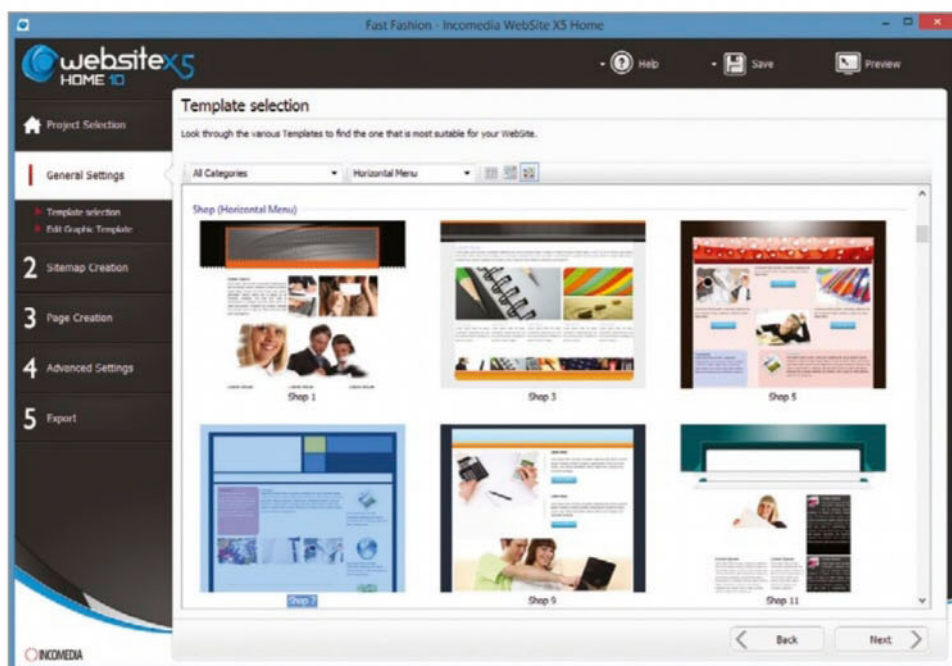 Fast Fashion - Incomedia WebSite X5 Home
websitex5
HOME 10
Help
Save
Preview
Project Selection
General Settings
Template selection
Edit Graphic Template
2 Sitemap Creation
3 Page Creation
4 Advanced Settings
5 Export
Template selection
Look through the various Templates to find the one that is most suitable for your WebSite.
All Categories
Horizontal Menu
Shop (Horizontal Menu)
Shop 1
Shop 3
Shop 5
Shop 7
Shop 9
Shop 11
Back
Next
INCOMEDIA